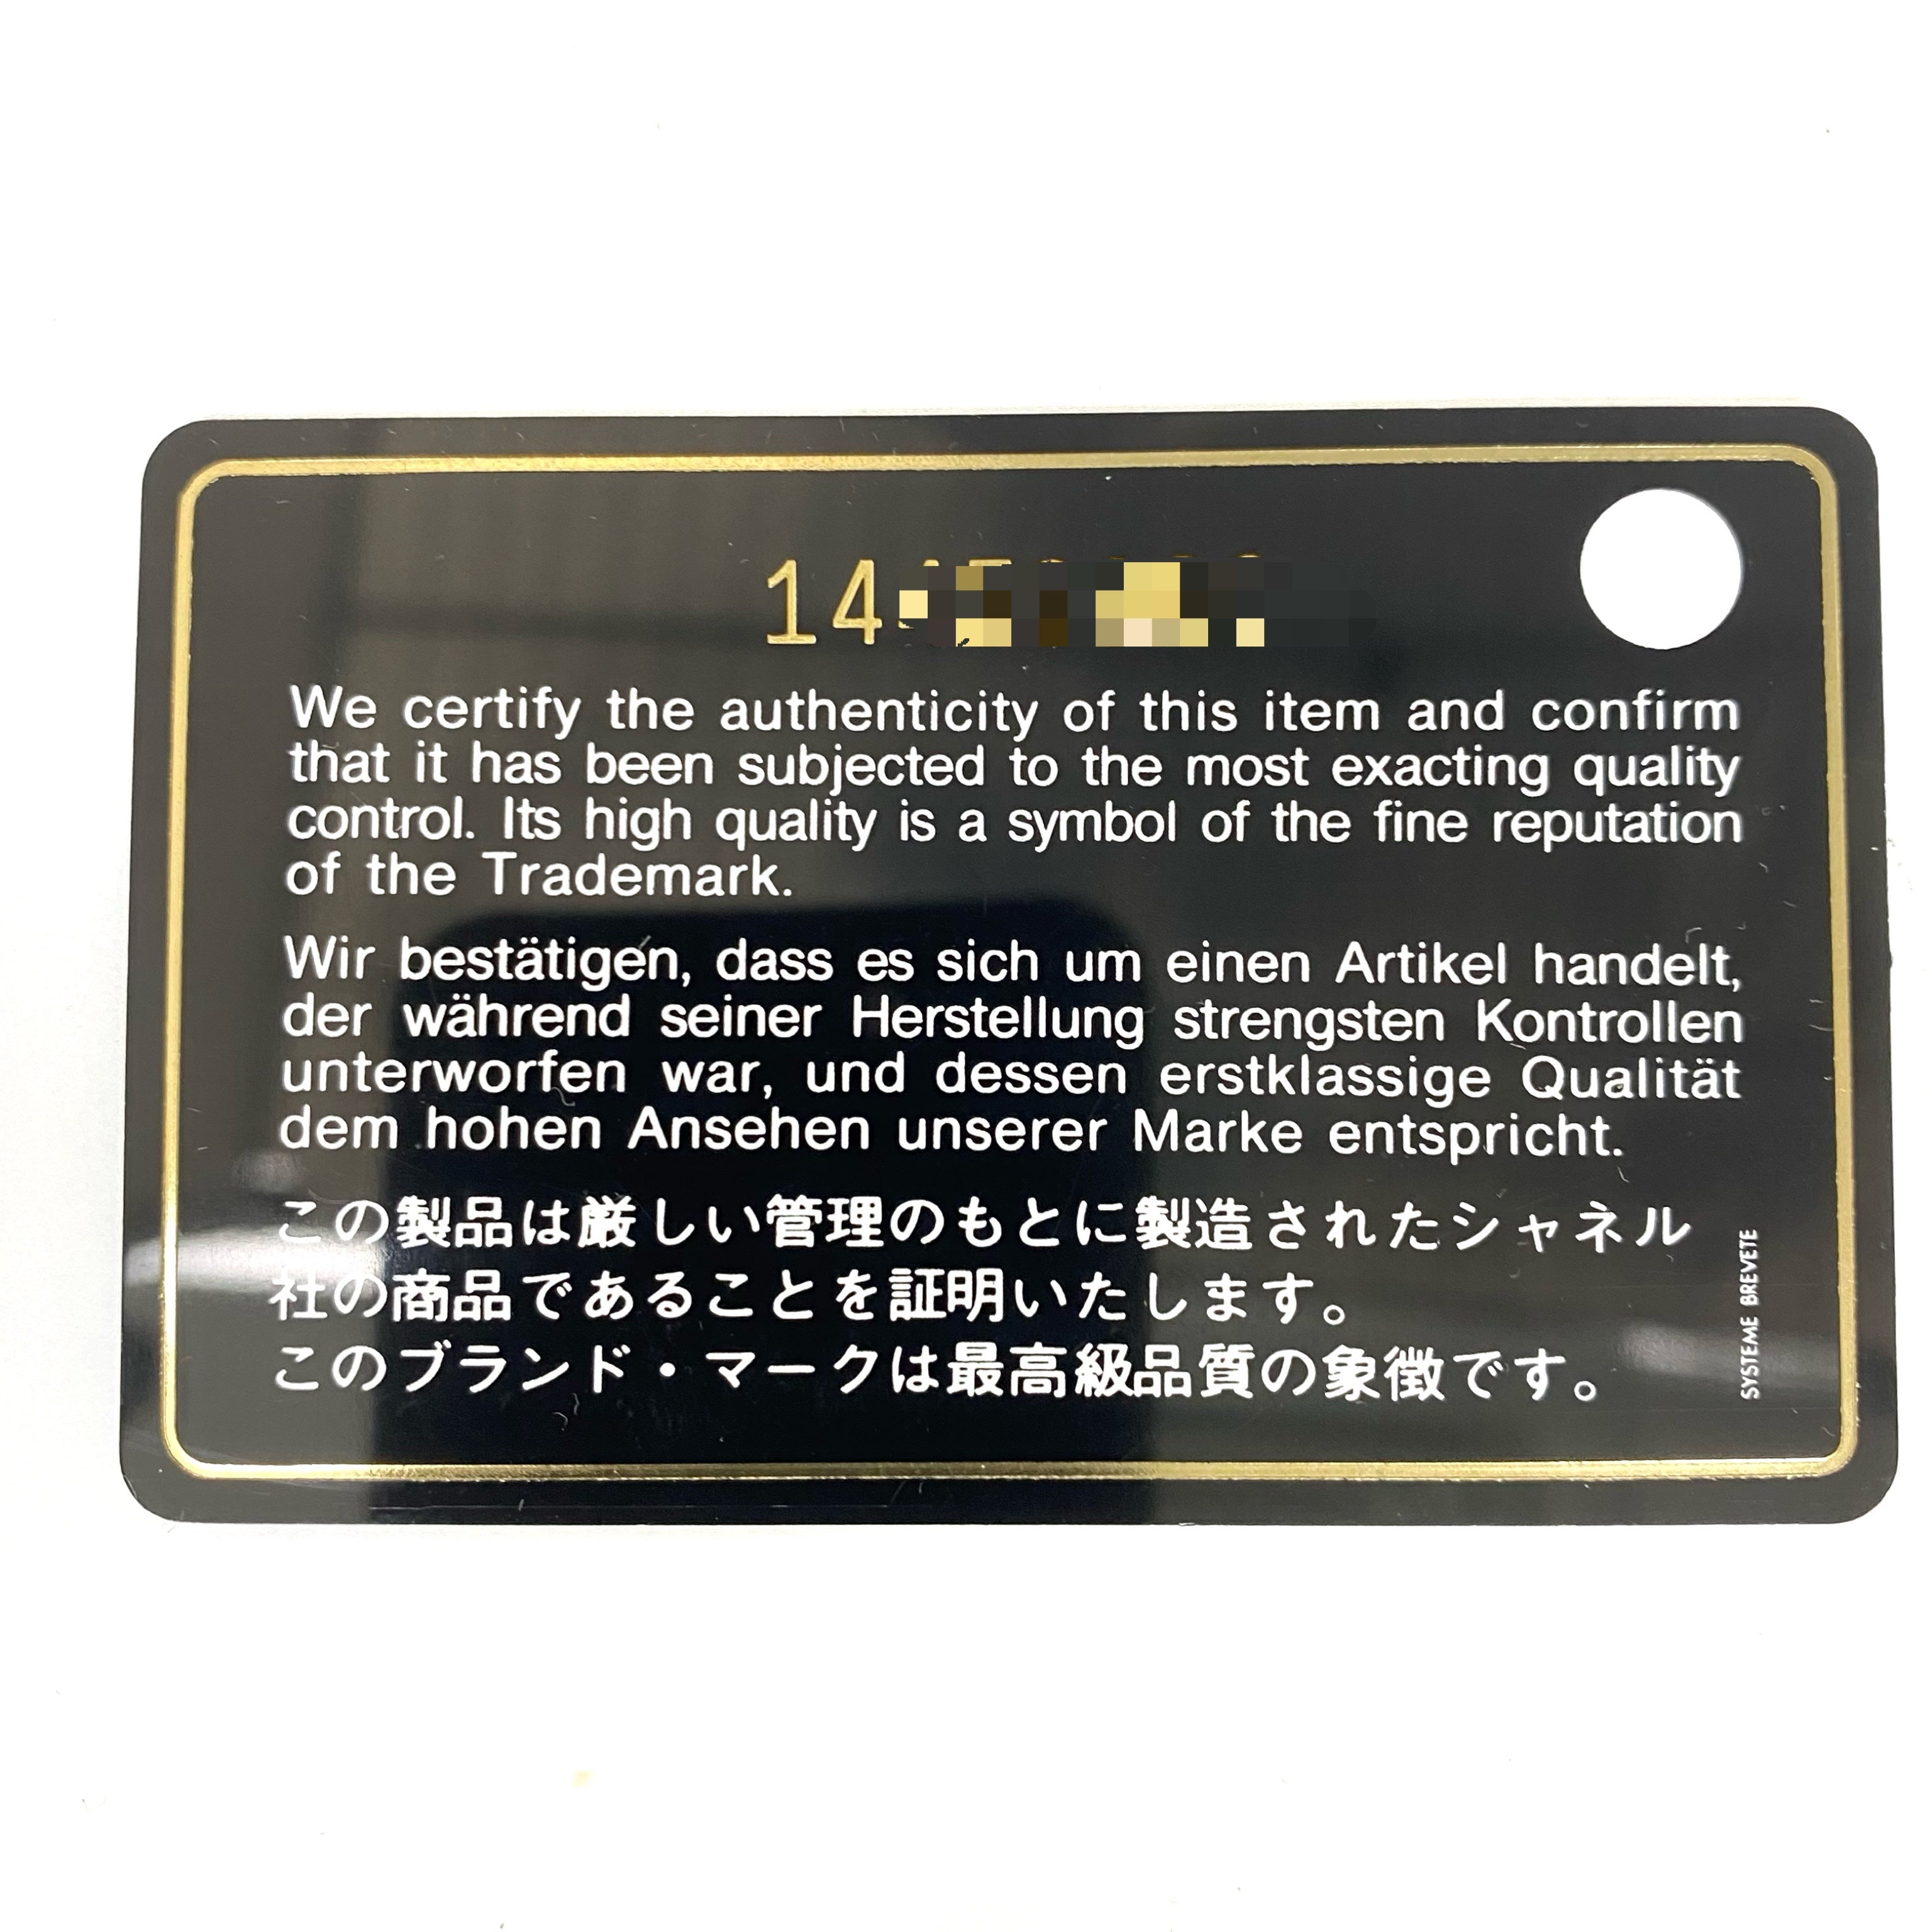 14
We certify the authenticity of this item and confirm
that it has been subjected to the most exacting quality
control. Its high quality is a symbol of the fine reputation
of the Trademark.
Wir bestätigen, dass es sich um einen Artikel handelt,
der während seiner Herstellung strengsten Kontrollen
unterworfen war, und dessen erstklassige Qualität
dem hohen Ansehen unserer Marke entspricht.
この製品は厳しい管理のもとに製造されたシャネル
社の商品であることを証明いたします。
このブランド・マークは最高級品質の象徴です。
SYSTEME BREVETE